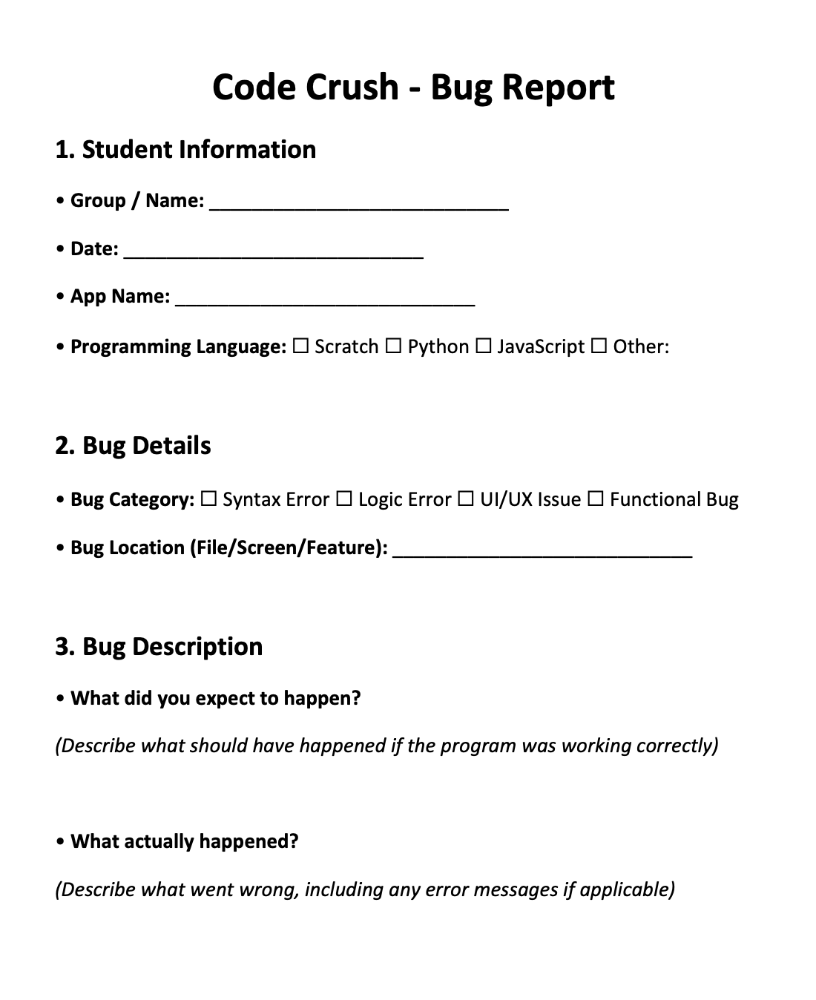 Code Crush - Bug Report
1. Student Information
• Group / Name: ____________________________
• Date: ____________________________
• App Name: ____________________________
• Programming Language: ☐ Scratch ☐ Python ☐ JavaScript ☐ Other:
2. Bug Details
• Bug Category: ☐ Syntax Error ☐ Logic Error ☐ UI/UX Issue ☐ Functional Bug
• Bug Location (File/Screen/Feature): ____________________________
3. Bug Description
• What did you expect to happen?
(Describe what should have happened if the program was working correctly)
• What actually happened?
(Describe what went wrong, including any error messages if applicable)